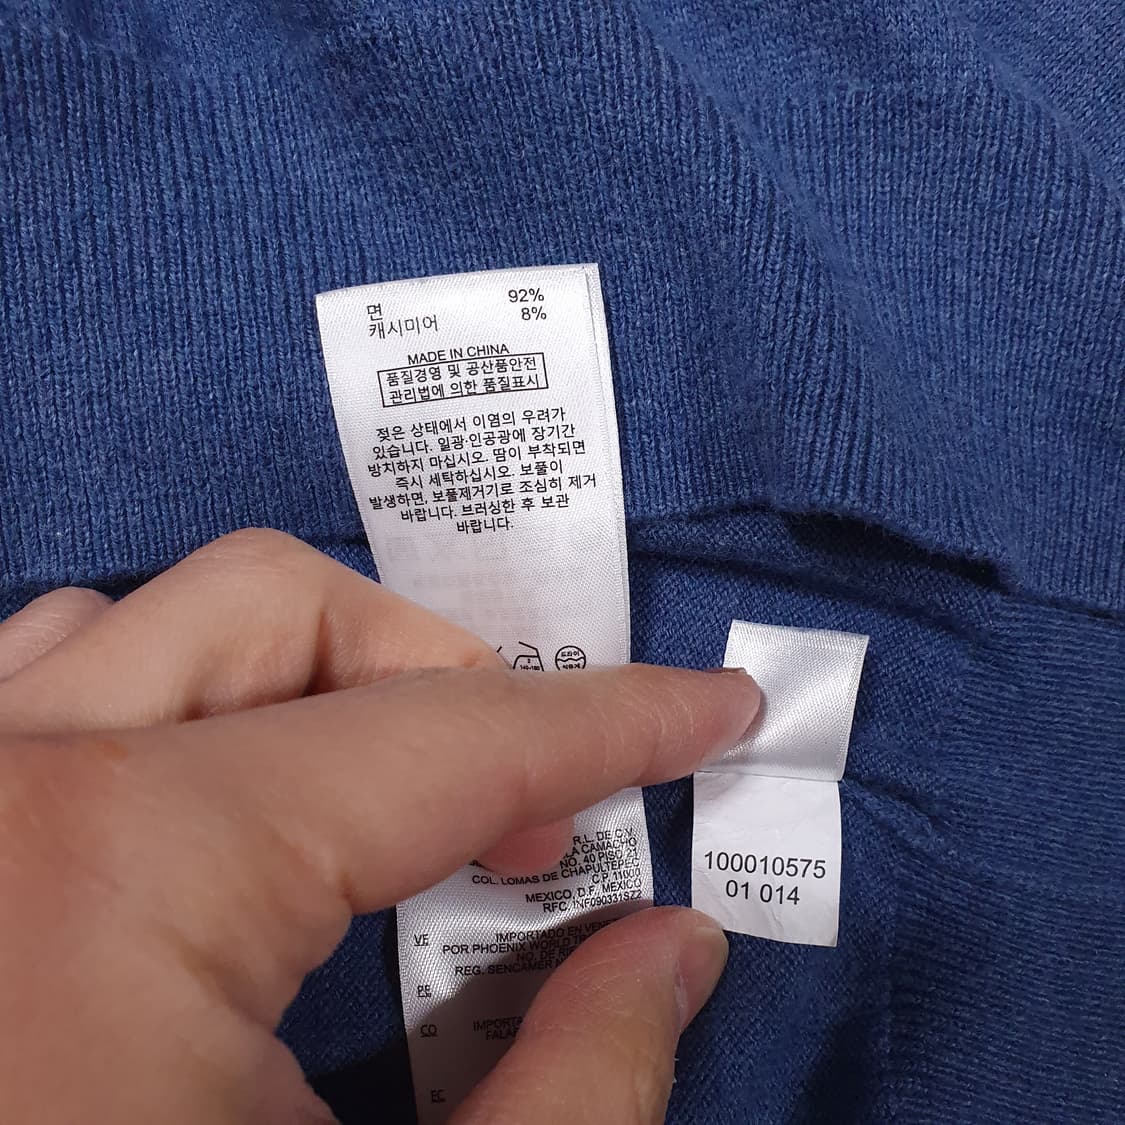 면 92%
캐시미어 8%
MADE IN CHINA
품질경영 및 공산품안전
관리법에 의한 품질표시
젖은 상태에서 이염의 우려가
있습니다. 일광·인공광에 장기간
방치하지 마십시오. 땀이 부착되면
즉시 세탁하십시오. 보풀이
발생하면, 보풀제거기로 조심히 제거
바랍니다. 브러싱한 후 보관
바랍니다.
드라이
R.L. DE C.V.
CAMACHO
NO. 40 PISO 21
COL. LOMAS DE CHAPULTEPEC
C.P. 11000
MEXICO, D.F. MEXICO
RFC. INF090331SZ2
VE IMPORTADO EN
POR PHOENIX WORLD
NO. DE
REG. SENCAMER
PE
CO
EC
100010575
01 014